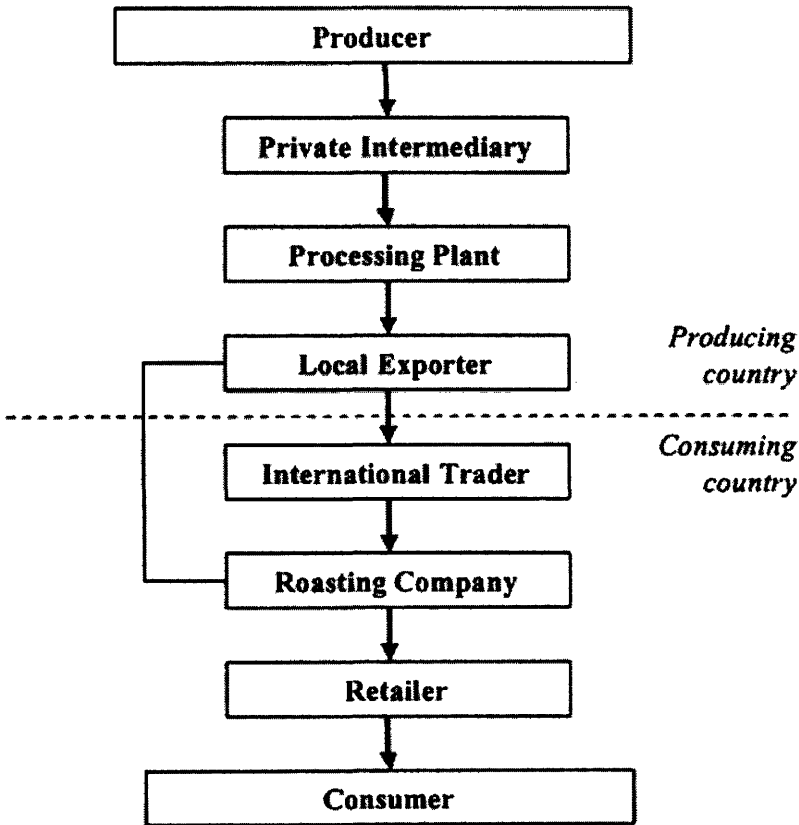 Producer
Private Intermediary
Processing Plant
Local Exporter
Producing
country
Consuming
country
International Trader
Roasting Company
Retailer
Consumer